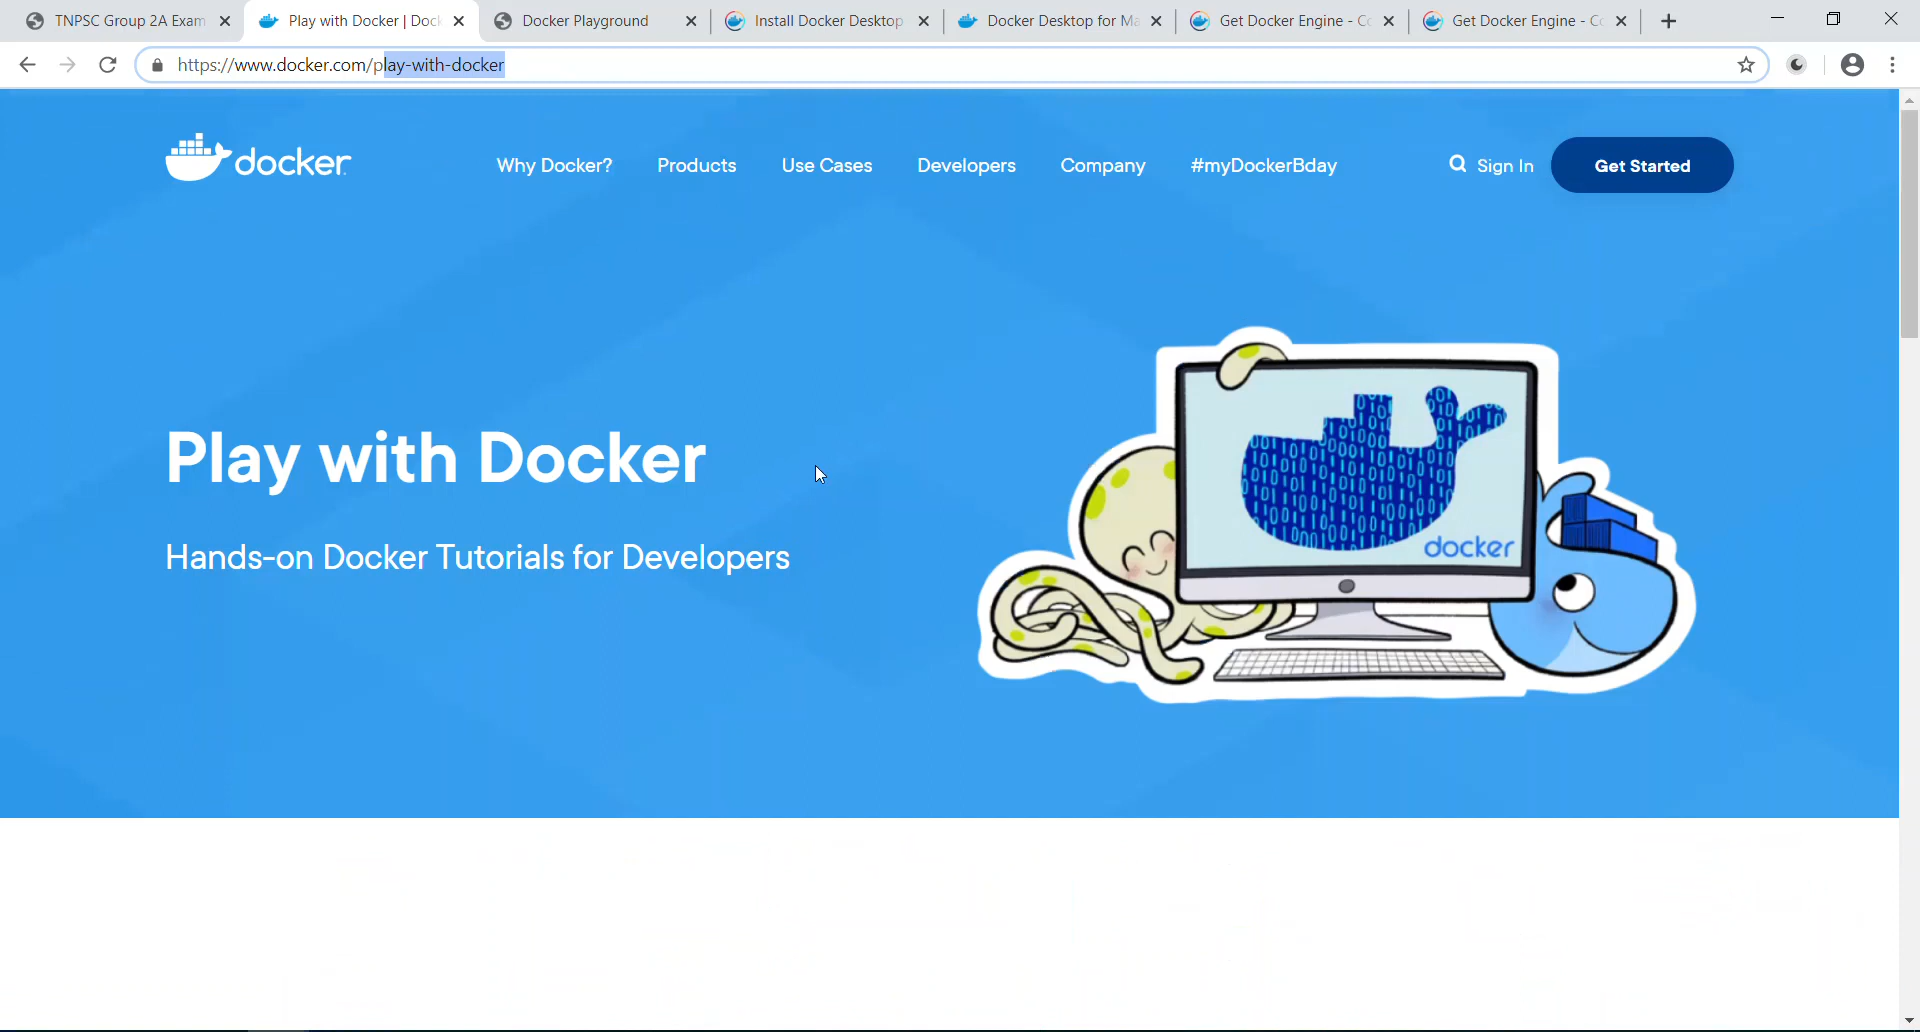 TNPSC Group 2A Exam
Play with Docker | Doc
Docker Playground
Install Docker Desktop
Docker Desktop for Ma
Get Docker Engine - Co
Get Docker Engine - Co
https://www.docker.com/play-with-docker
docker
Why Docker?
Products
Use Cases
Developers
Company
#myDockerBday
Sign In
Get Started
Play with Docker
docker
Hands-on Docker Tutorials for Developers